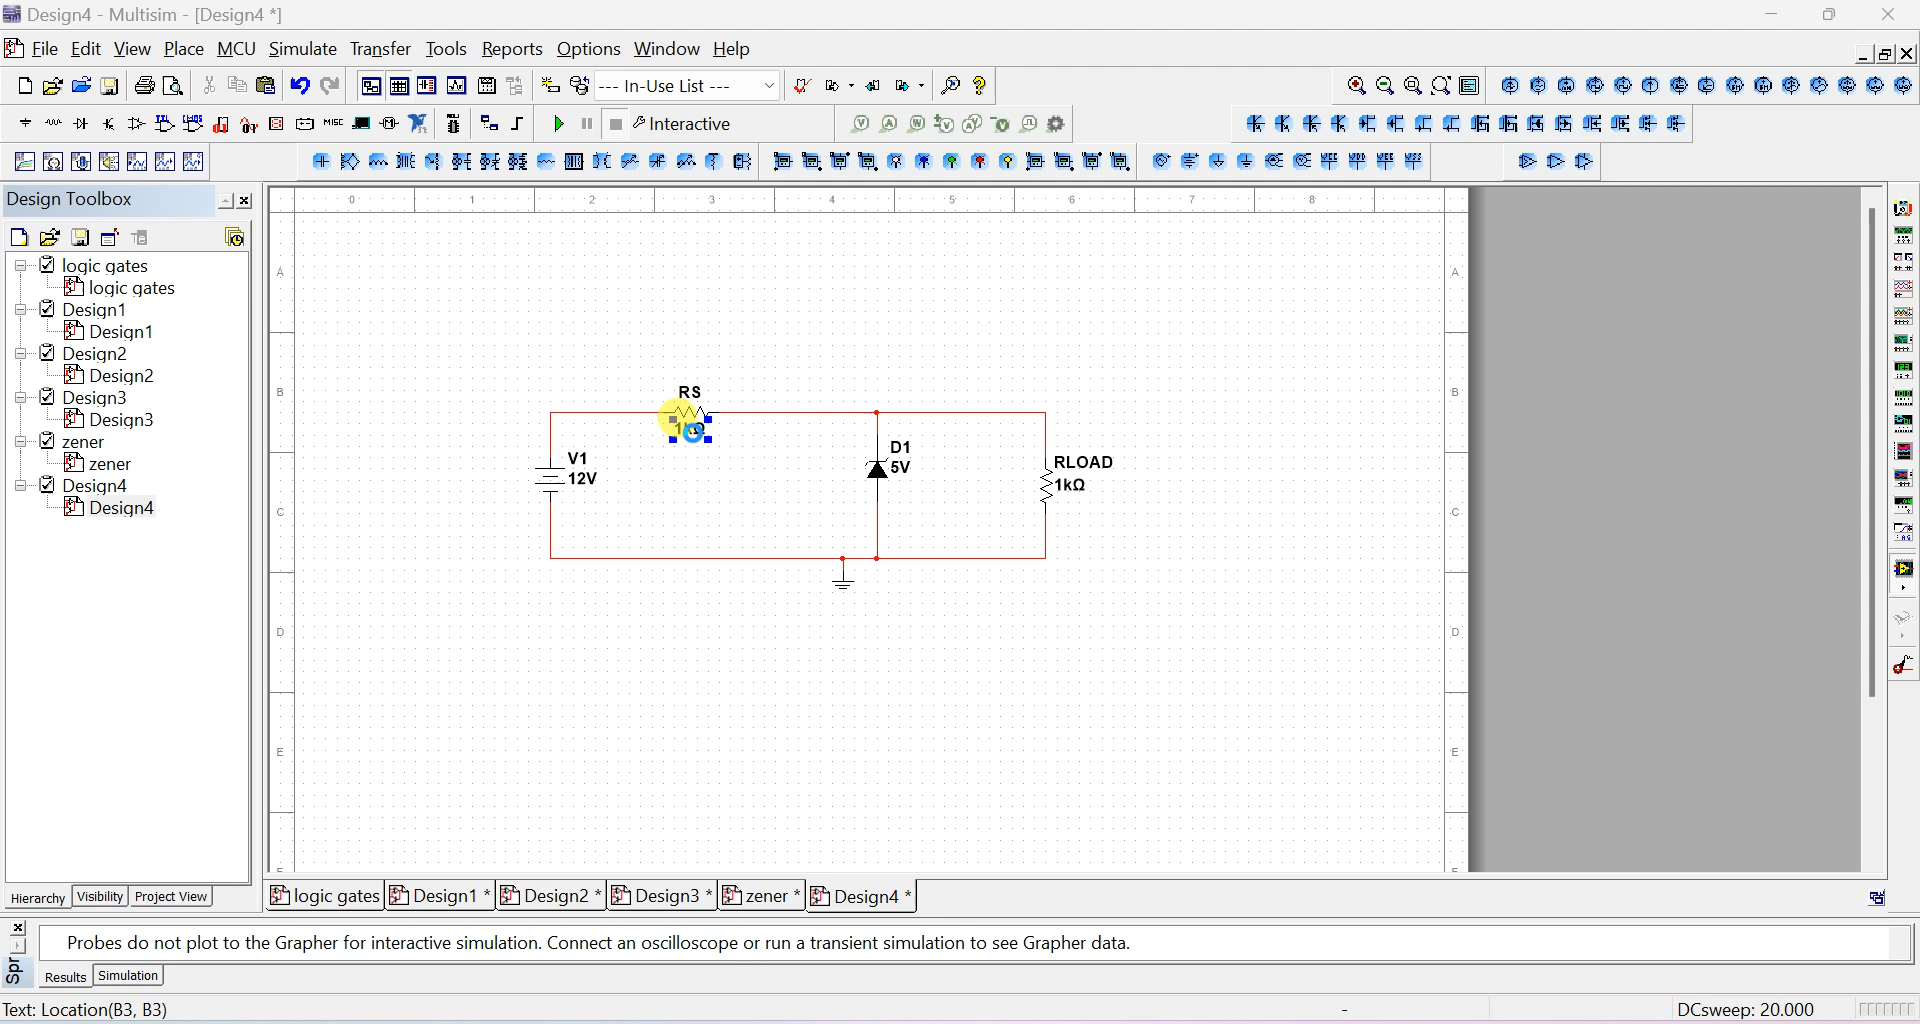 Design4 - Multisim - [Design4 *]
File Edit View Place MCU Simulate Transfer Tools Reports Options Window Help
--- In-Use List ---
Interactive
Design Toolbox
logic gates
logic gates
Design1
Design1
Design2
Design2
Design3
Design3
zener
zener
Design4
Design4
Hierarchy Visibility Project View
0 1 2 3 4 5 6 7 8
A A
B B
C C
D D
E E
RS
V1
12V
D1
5V
RLOAD
1kΩ
logic gates Design1 * Design2 * Design3 * zener * Design4 *
Probes do not plot to the Grapher for interactive simulation. Connect an oscilloscope or run a transient simulation to see Grapher data.
Spr
Results Simulation
Text: Location(B3, B3)
-
DCsweep: 20.000